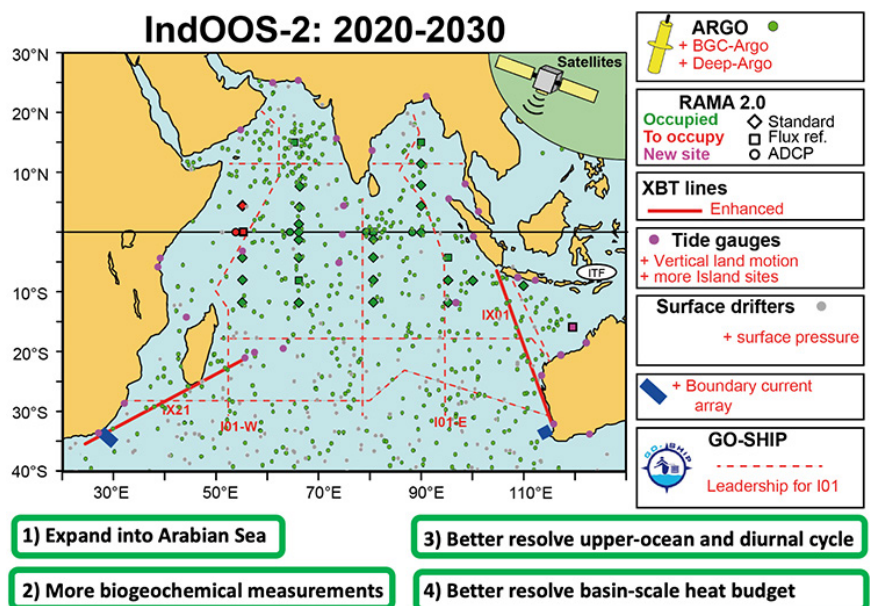 IndOOS-2: 2020-2030
30°N
20°N
10°N
0°
10°S
20°S
30°S
40°S
30°E
50°E
70°E
90°E
110°E
Satellites
ITF
IX01
IX21
I01-W
I01-E
ARGO
+ BGC-Argo
+ Deep-Argo
RAMA 2.0
Occupied
Standard
To occupy
Flux ref.
New site
ADCP
XBT lines
Enhanced
Tide gauges
+ Vertical land motion
+ more Island sites
Surface drifters
+ surface pressure
+ Boundary current
array
GO-SHIP
GO-SHIP
Leadership for I01
1) Expand into Arabian Sea
2) More biogeochemical measurements
3) Better resolve upper-ocean and diurnal cycle
4) Better resolve basin-scale heat budget